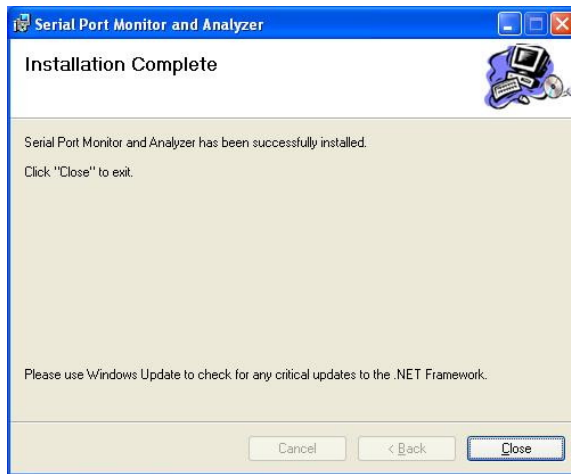 Serial Port Monitor and Analyzer
Installation Complete
Serial Port Monitor and Analyzer has been successfully installed.
Click "Close" to exit.
Please use Windows Update to check for any critical updates to the .NET Framework.
Cancel
< Back
Close